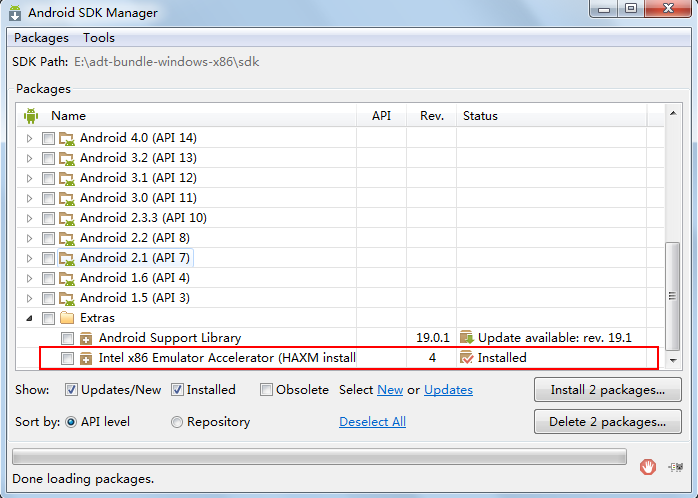 Android SDK Manager
Packages Tools
SDK Path: E:\adt-bundle-windows-x86\sdk
Packages
Name API Rev. Status
Android 4.0 (API 14)
Android 3.2 (API 13)
Android 3.1 (API 12)
Android 3.0 (API 11)
Android 2.3.3 (API 10)
Android 2.2 (API 8)
Android 2.1 (API 7)
Android 1.6 (API 4)
Android 1.5 (API 3)
Extras
Android Support Library 19.0.1 Update available: rev. 19.1
Intel x86 Emulator Accelerator (HAXM install 4 Installed
Show: Updates/New Installed Obsolete Select New or Updates Install 2 packages...
Sort by: API level Repository Deselect All Delete 2 packages...
Done loading packages.